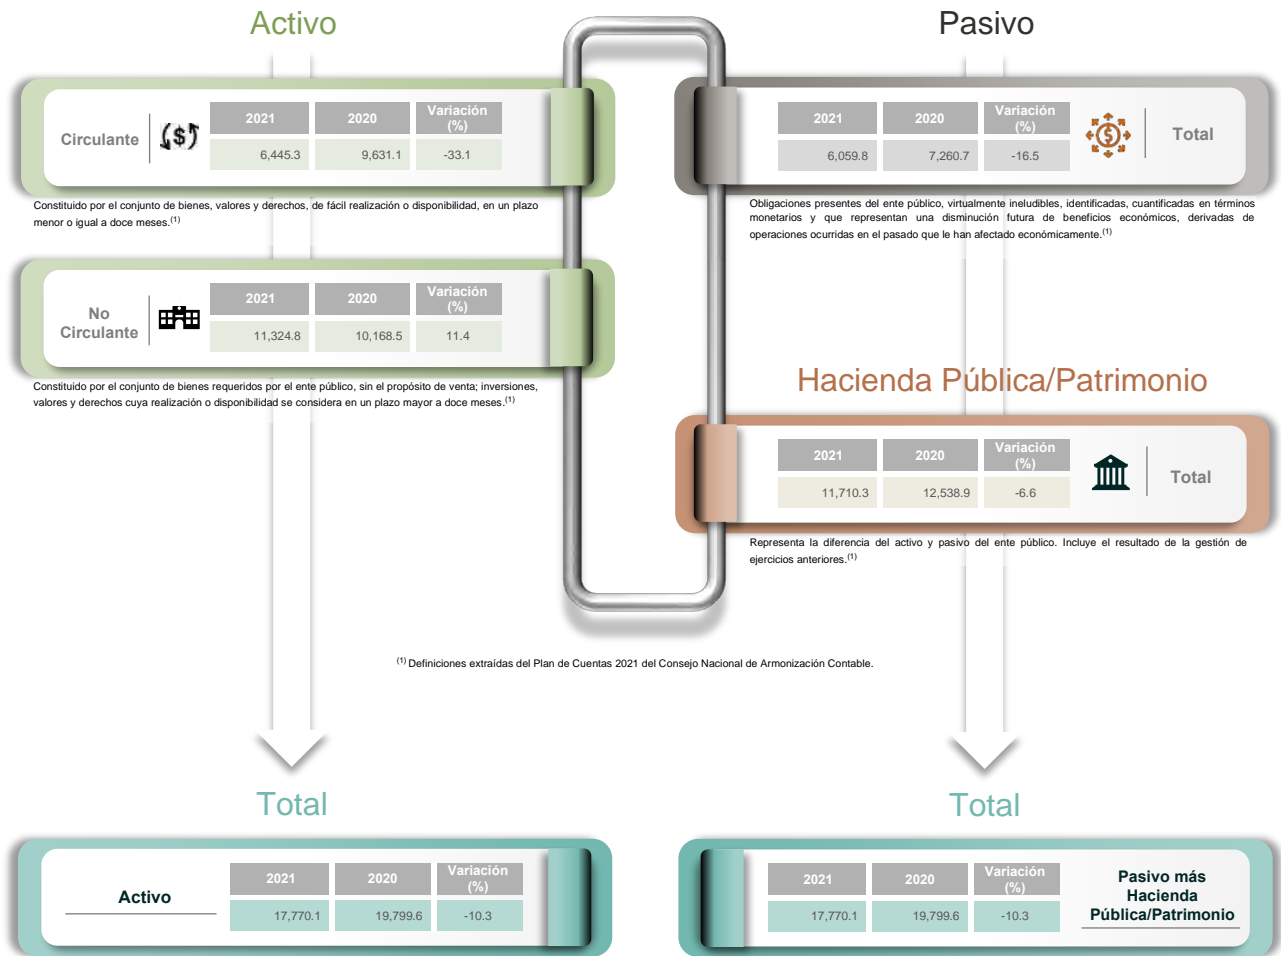 Activo
Circulante
2021 2020 Variación (%)
6,445.3 9,631.1 -33.1
Constituido por el conjunto de bienes, valores y derechos, de fácil realización o disponibilidad, en un plazo
menor o igual a doce meses.(1)
No
Circulante
2021 2020 Variación (%)
11,324.8 10,168.5 11.4
Constituido por el conjunto de bienes requeridos por el ente público, sin el propósito de venta; inversiones,
valores y derechos cuya realización o disponibilidad se considera en un plazo mayor a doce meses.(1)
Pasivo
2021 2020 Variación (%)
6,059.8 7,260.7 -16.5
Total
Obligaciones presentes del ente público, virtualmente ineludibles, identificadas, cuantificadas en términos
monetarios y que representan una disminución futura de beneficios económicos, derivadas de
operaciones ocurridas en el pasado que le han afectado económicamente.(1)
Hacienda Pública/Patrimonio
2021 2020 Variación (%)
11,710.3 12,538.9 -6.6
Total
Representa la diferencia del activo y pasivo del ente público. Incluye el resultado de la gestión de
ejercicios anteriores.(1)
(1) Definiciones extraídas del Plan de Cuentas 2021 del Consejo Nacional de Armonización Contable.
Total
Activo
2021 2020 Variación (%)
17,770.1 19,799.6 -10.3
Total
2021 2020 Variación (%)
17,770.1 19,799.6 -10.3
Pasivo más
Hacienda
Pública/Patrimonio